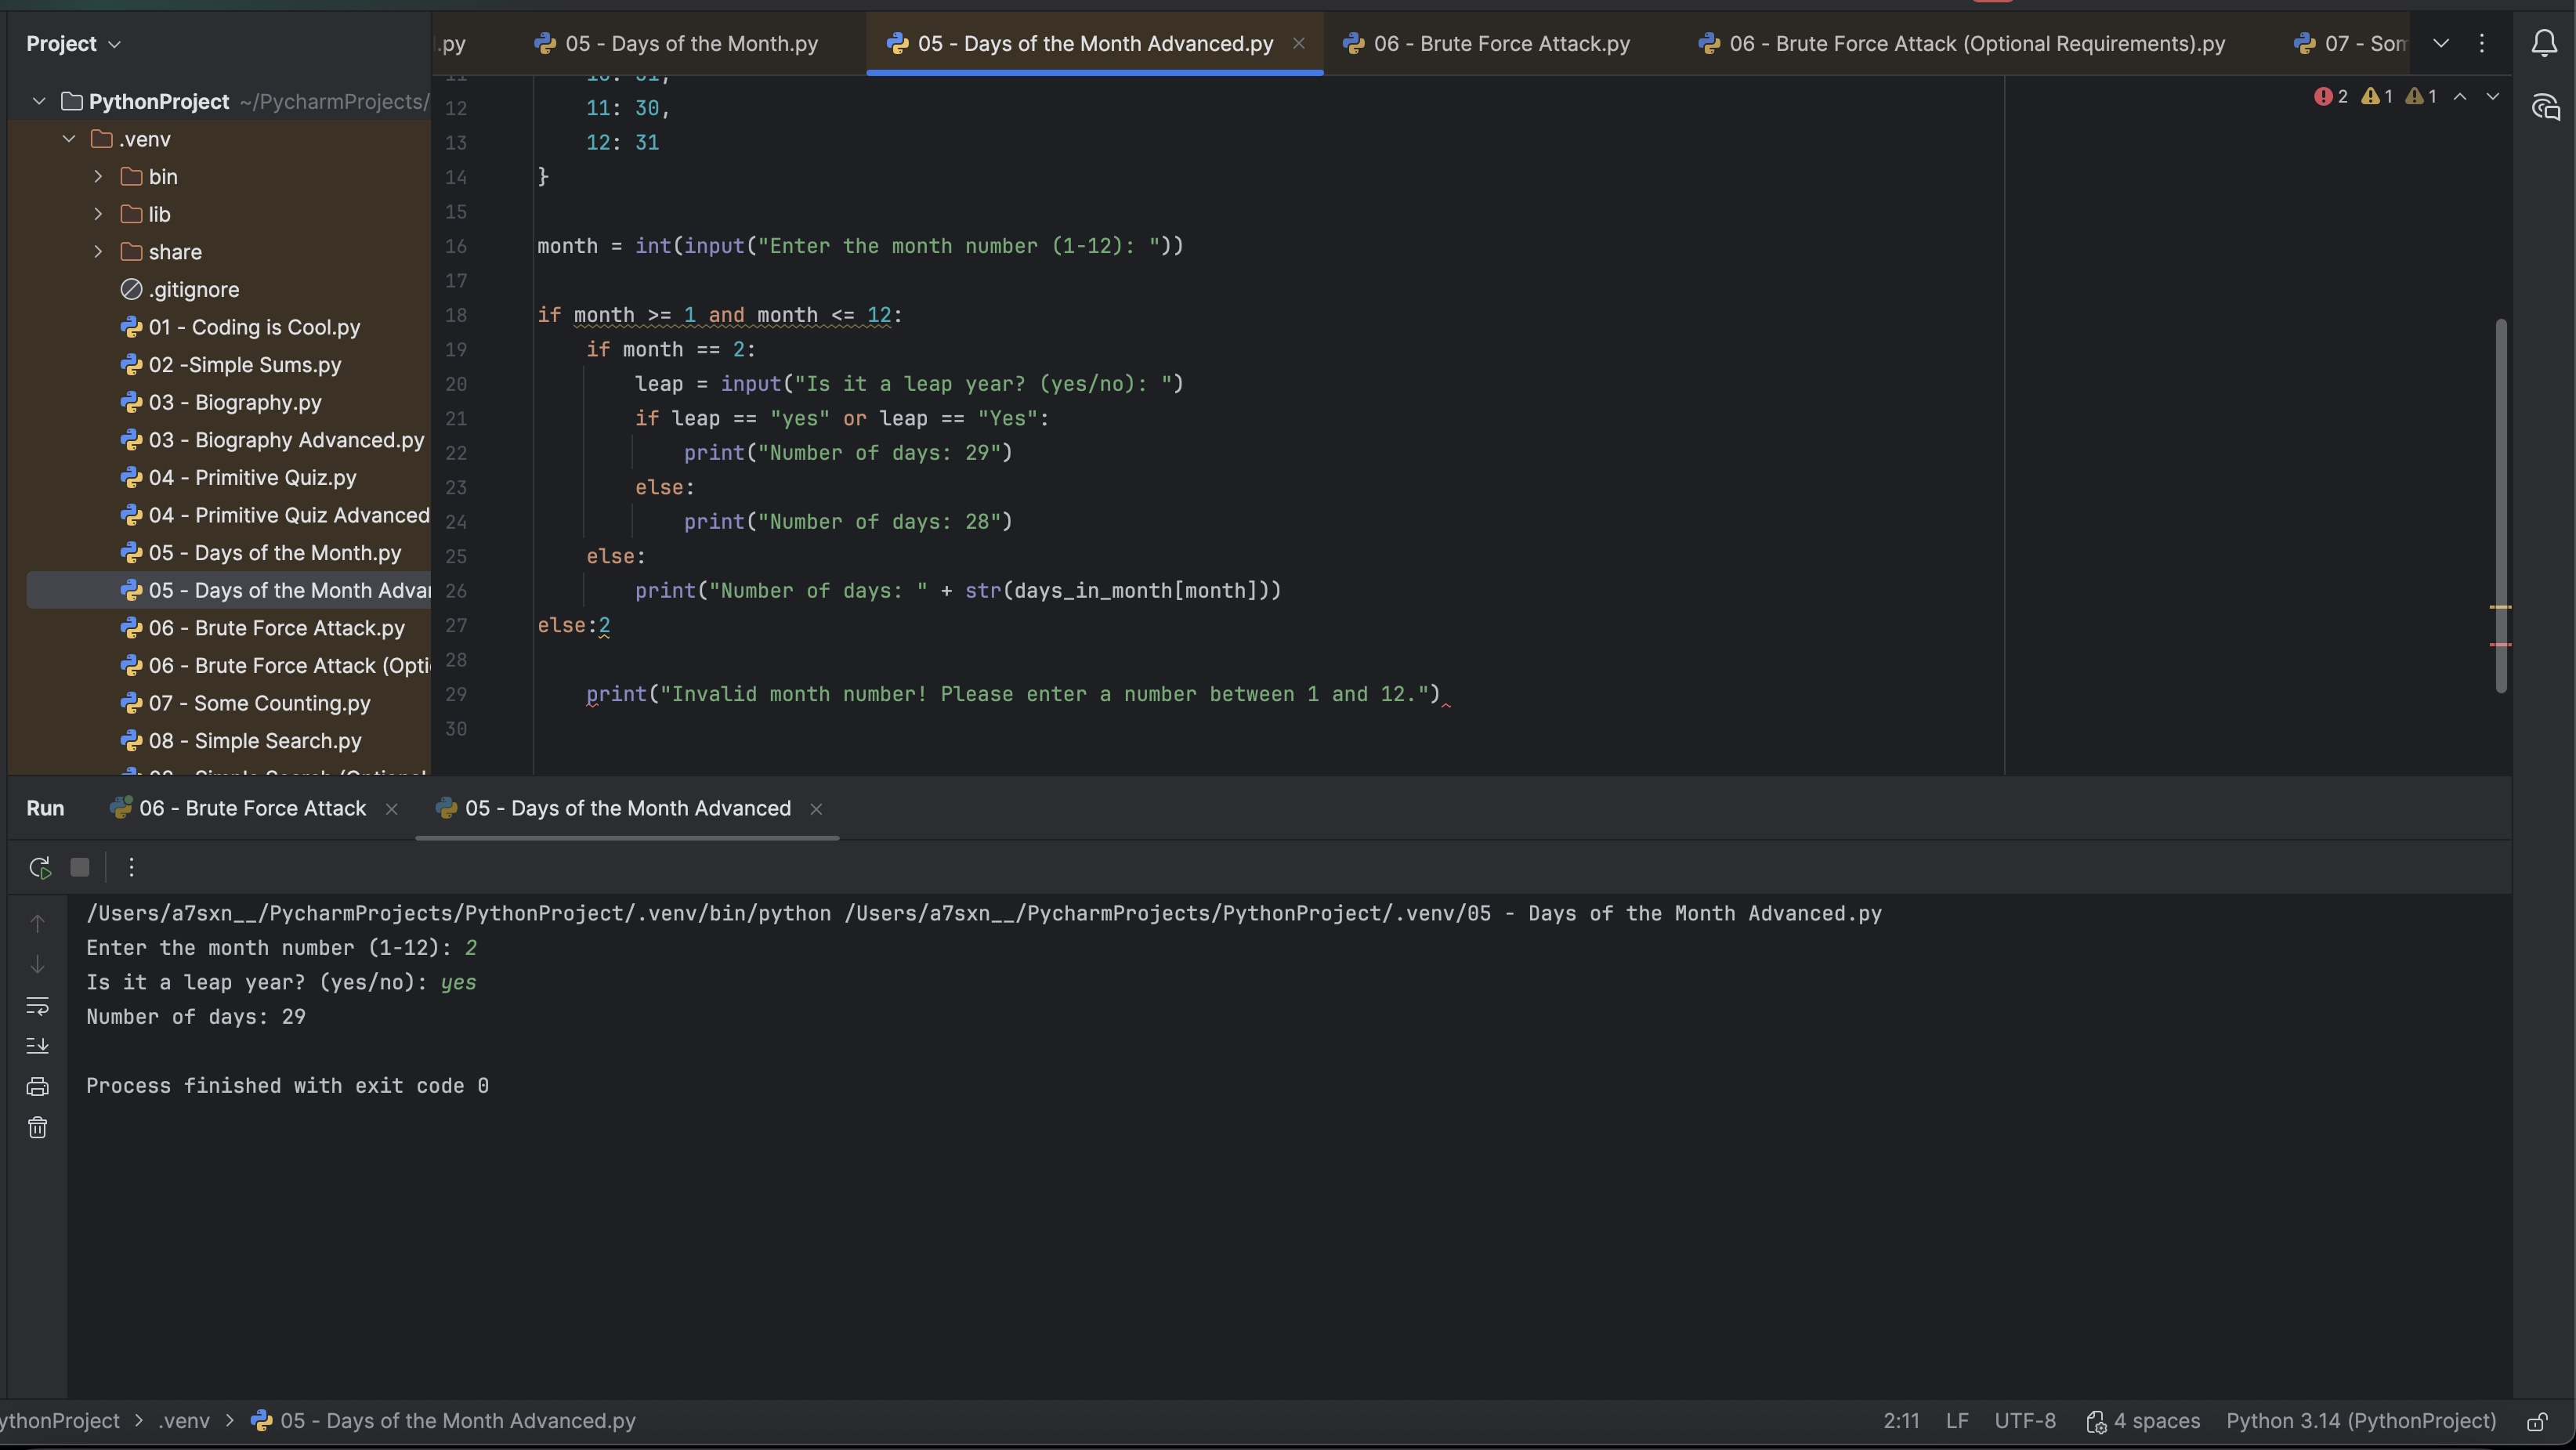 Project
.py
05 - Days of the Month.py
05 - Days of the Month Advanced.py
06 - Brute Force Attack.py
06 - Brute Force Attack (Optional Requirements).py
07 - Som
PythonProject ~/PycharmProjects/
.venv
bin
lib
share
.gitignore
01 - Coding is Cool.py
02 -Simple Sums.py
03 - Biography.py
03 - Biography Advanced.py
04 - Primitive Quiz.py
04 - Primitive Quiz Advanced
05 - Days of the Month.py
05 - Days of the Month Advan
06 - Brute Force Attack.py
06 - Brute Force Attack (Opti
07 - Some Counting.py
08 - Simple Search.py
2 1 1
11 10: 31,
12 11: 30,
13 12: 31
14 }
15
16 month = int(input("Enter the month number (1-12): "))
17
18 if month >= 1 and month <= 12:
19 if month == 2:
20 leap = input("Is it a leap year? (yes/no): ")
21 if leap == "yes" or leap == "Yes":
22 print("Number of days: 29")
23 else:
24 print("Number of days: 28")
25 else:
26 print("Number of days: " + str(days_in_month[month]))
27 else:2
28
29 print("Invalid month number! Please enter a number between 1 and 12.")
30
Run
06 - Brute Force Attack
05 - Days of the Month Advanced
/Users/a7sxn__/PycharmProjects/PythonProject/.venv/bin/python /Users/a7sxn__/PycharmProjects/PythonProject/.venv/05 - Days of the Month Advanced.py
Enter the month number (1-12): 2
Is it a leap year? (yes/no): yes
Number of days: 29
Process finished with exit code 0
ythonProject > .venv > 05 - Days of the Month Advanced.py
2:11 LF UTF-8 4 spaces Python 3.14 (PythonProject)